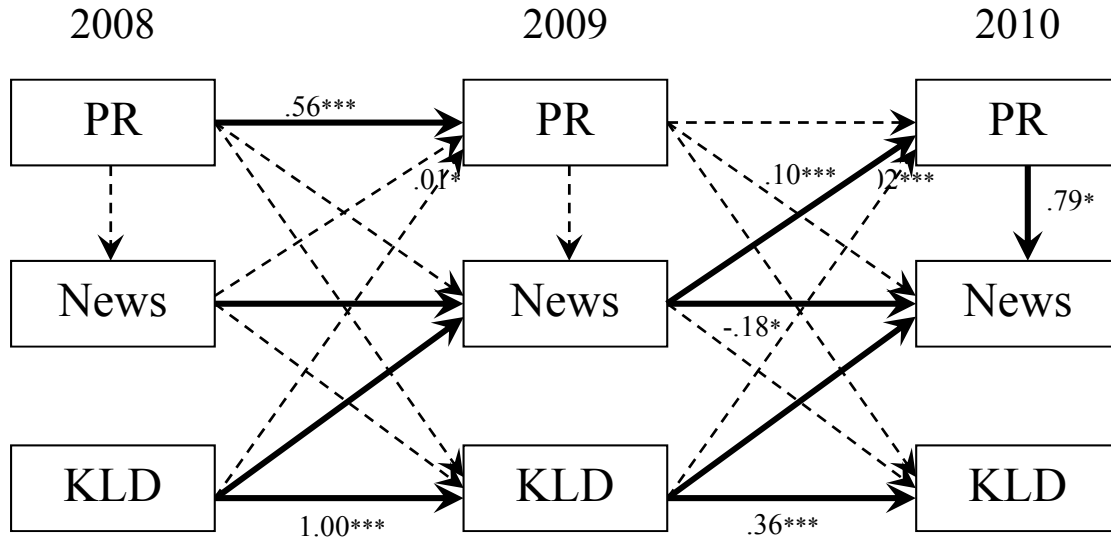 2008 2009 2010
PR PR PR
.56***
.01* .10*** 02***
.79*
News News News
-.18*
KLD KLD KLD
1.00*** .36***